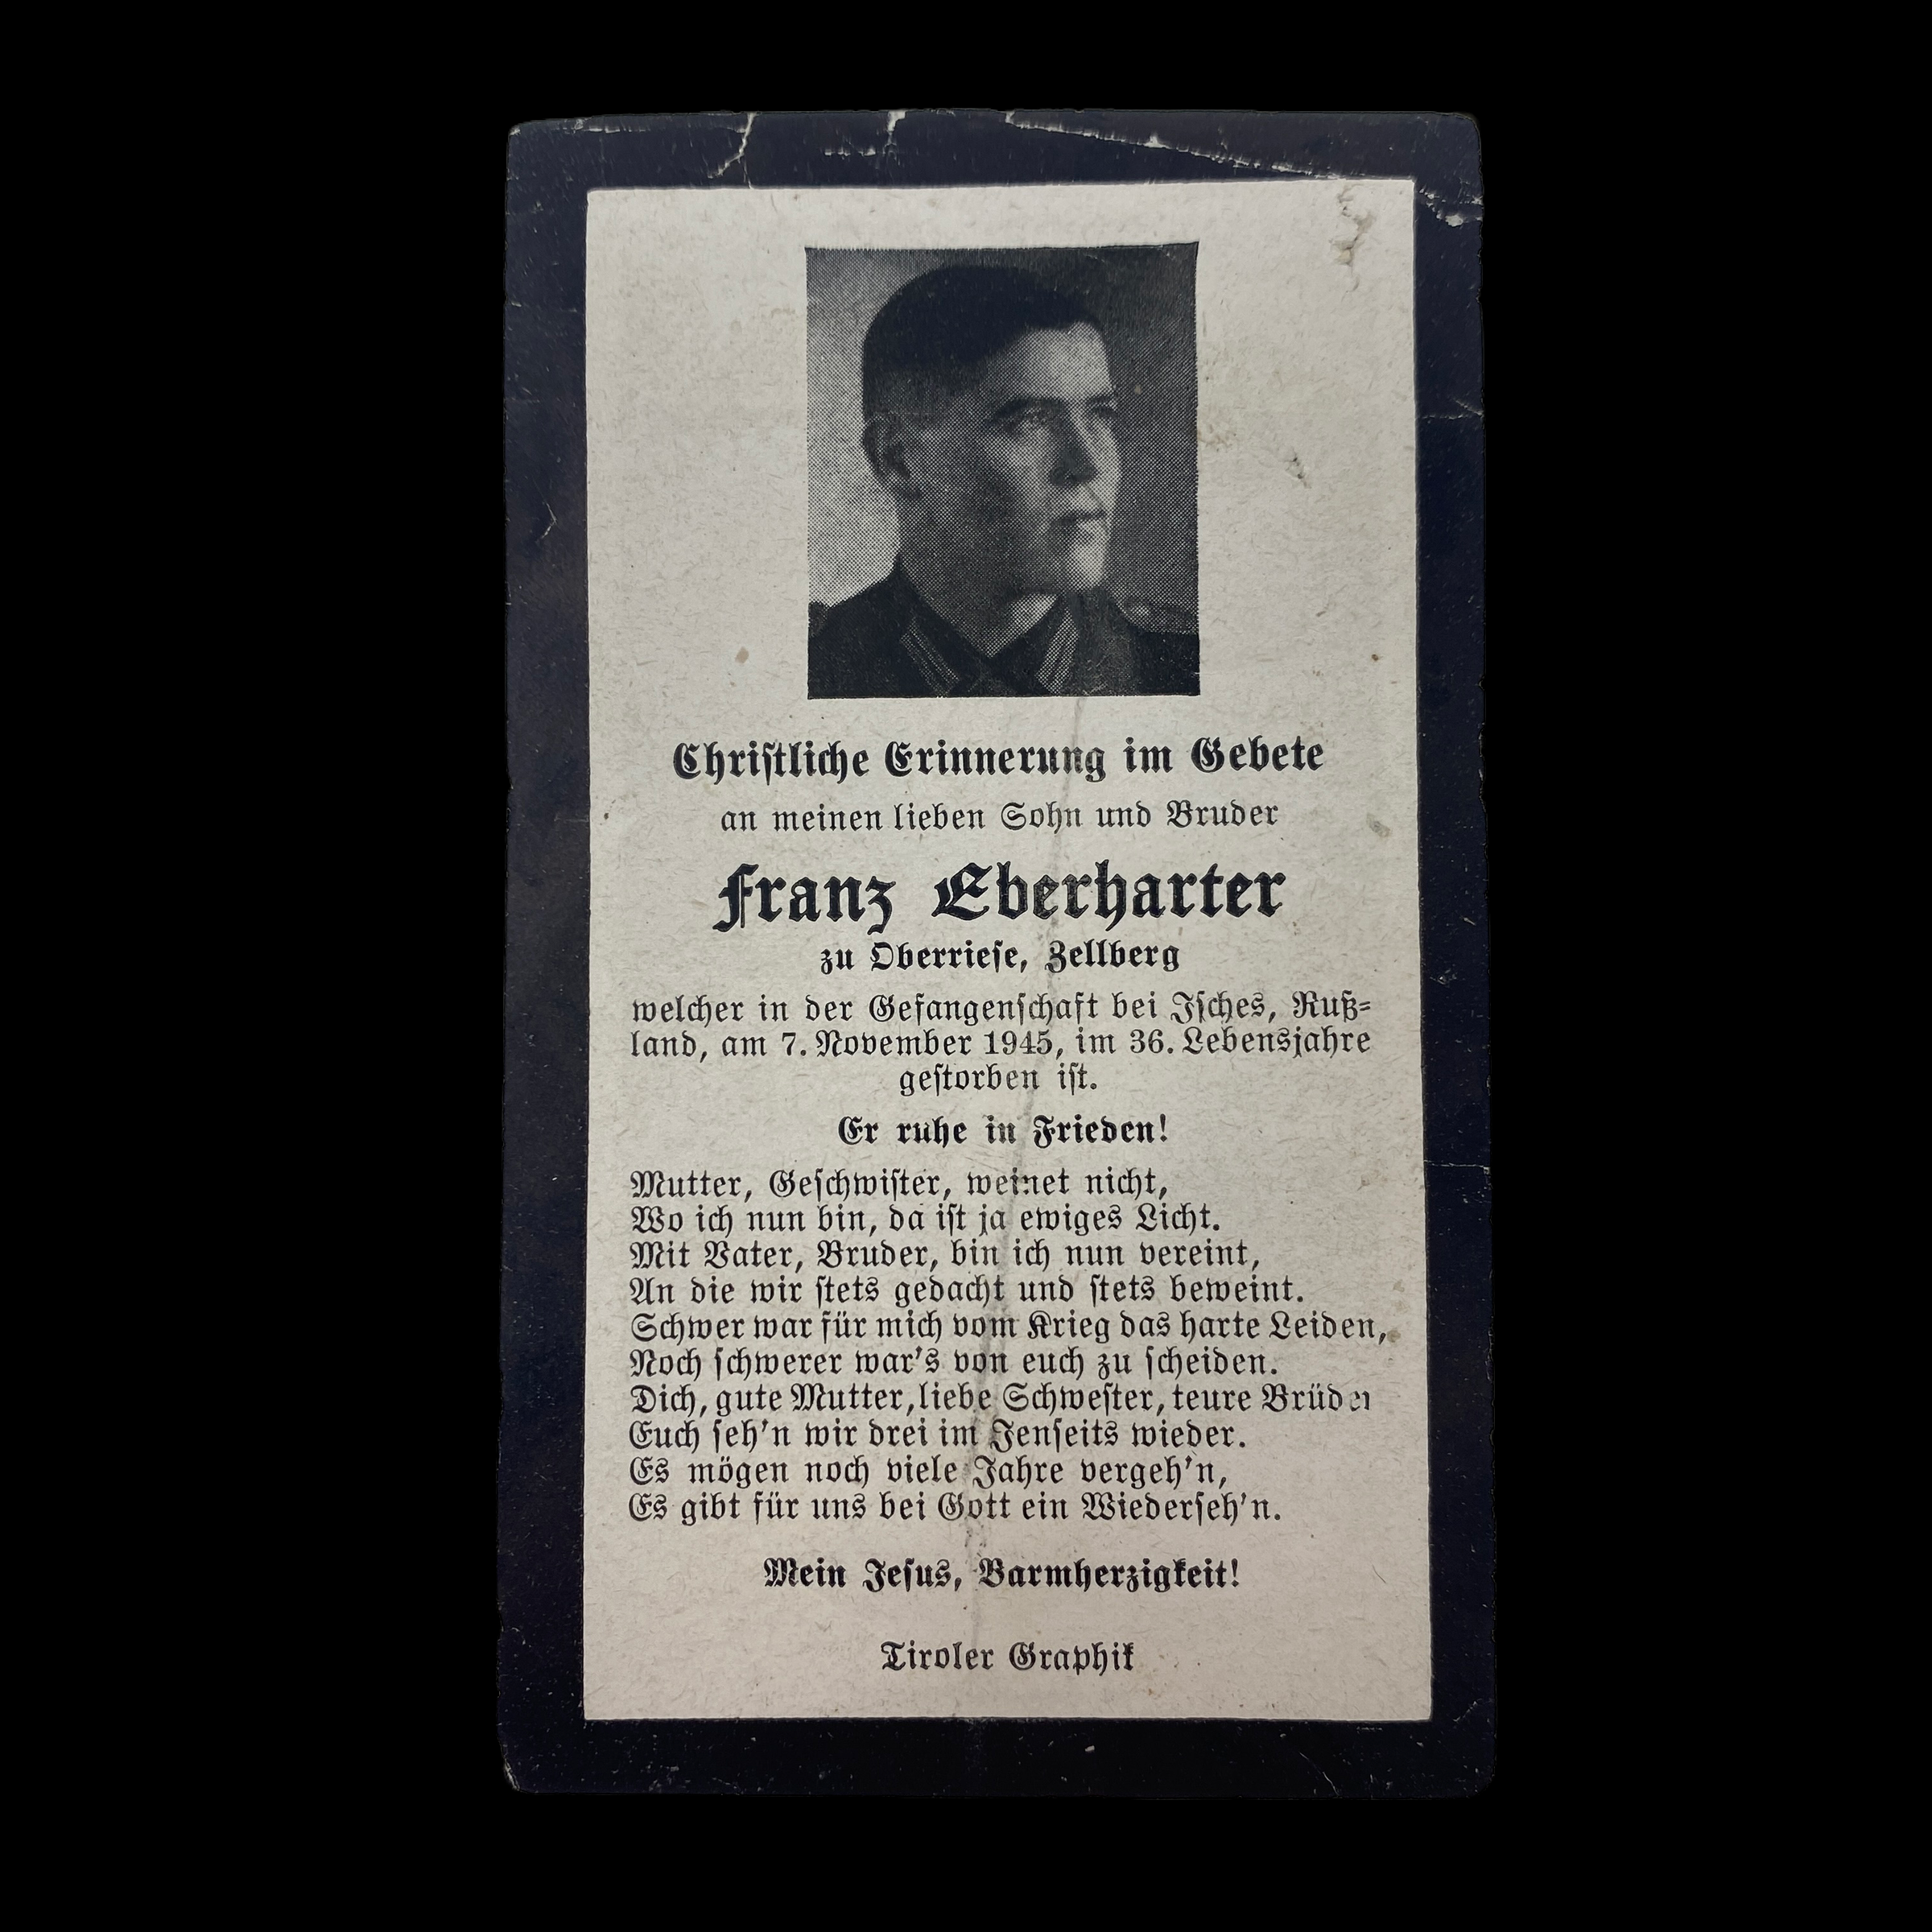 Christliche Erinnerung im Gebete
an meinen lieben Sohn und Bruder
Franz Eberharter
zu Oberriese, Zellberg
welcher in der Gefangenschaft bei Isches, Ruß-
land, am 7. November 1945, im 36. Lebensjahre
gestorben ist.
Er ruhe in Frieden!
Mutter, Geschwister, weinet nicht,
Wo ich nun bin, da ist ja ewiges Licht.
Mit Vater, Bruder, bin ich nun vereint,
An die wir stets gedacht und stets beweint.
Schwer war für mich vom Krieg das harte Leiden,
Noch schwerer war's von euch zu scheiden.
Dich, gute Mutter, liebe Schwester, teure Brüder
Euch seh'n wir drei im Jenseits wieder.
Es mögen noch viele Jahre vergeh'n,
Es gibt für uns bei Gott ein Wiederseh'n.
Mein Jesus, Barmherzigkeit!
Tiroler Graphik